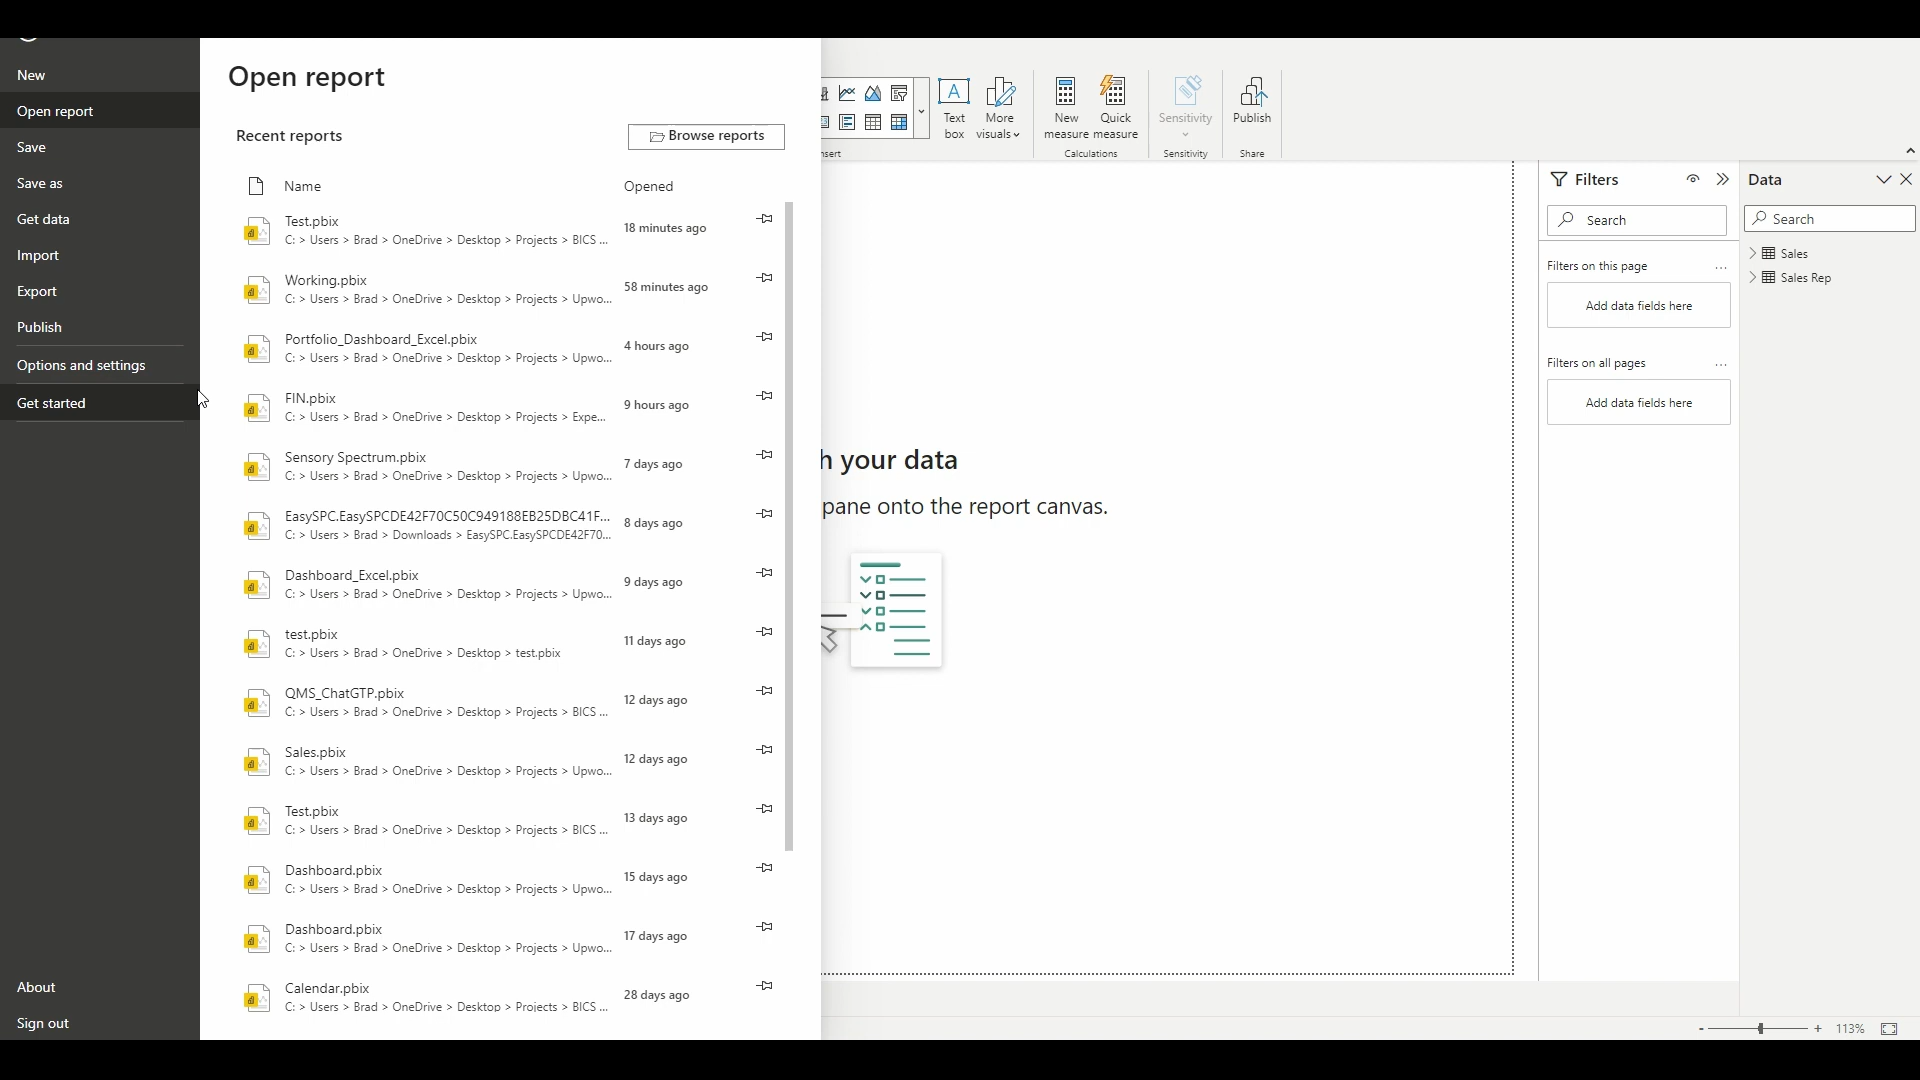 New
Open report
Save
Save as
Get data
Import
Export
Publish
Options and settings
Get started
About
Sign out
Open report
Recent reports
Browse reports
Name
Opened
Test.pbix
C: > Users > Brad > OneDrive > Desktop > Projects > BICS ...
18 minutes ago
Working.pbix
C: > Users > Brad > OneDrive > Desktop > Projects > Upwo...
58 minutes ago
Portfolio_Dashboard_Excel.pbix
C: > Users > Brad > OneDrive > Desktop > Projects > Upwo...
4 hours ago
FIN.pbix
C: > Users > Brad > OneDrive > Desktop > Projects > Expe...
9 hours ago
Sensory Spectrum.pbix
C: > Users > Brad > OneDrive > Desktop > Projects > Upwo...
7 days ago
EasySPC.EasySPCDE42F70C50C949188EB25DBC41F...
C: > Users > Brad > Downloads > EasySPC.EasySPCDE42F70...
8 days ago
Dashboard_Excel.pbix
C: > Users > Brad > OneDrive > Desktop > Projects > Upwo...
9 days ago
test.pbix
C: > Users > Brad > OneDrive > Desktop > test.pbix
11 days ago
QMS_ChatGTP.pbix
C: > Users > Brad > OneDrive > Desktop > Projects > BICS ...
12 days ago
Sales.pbix
C: > Users > Brad > OneDrive > Desktop > Projects > Upwo...
12 days ago
Test.pbix
C: > Users > Brad > OneDrive > Desktop > Projects > BICS ...
13 days ago
Dashboard.pbix
C: > Users > Brad > OneDrive > Desktop > Projects > Upwo...
15 days ago
Dashboard.pbix
C: > Users > Brad > OneDrive > Desktop > Projects > Upwo...
17 days ago
Calendar.pbix
C: > Users > Brad > OneDrive > Desktop > Projects > BICS ...
28 days ago
Text
box
More
visuals
nsert
New
measure
Quick
measure
Calculations
Sensitivity
Sensitivity
Publish
Share
h your data
pane onto the report canvas.
Filters
Search
Filters on this page
...
Add data fields here
Filters on all pages
...
Add data fields here
Data
Search
Sales
Sales Rep
- + 113%